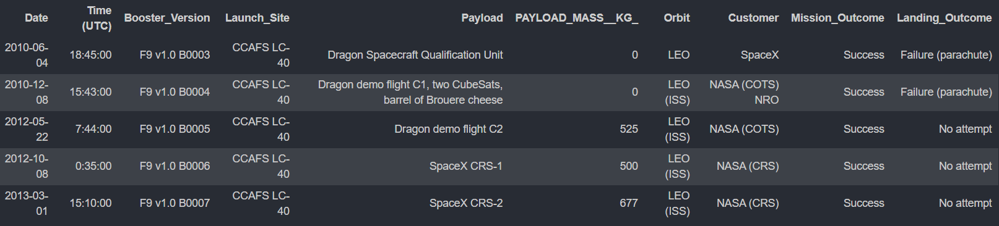 Date Time (UTC) Booster_Version Launch_Site Payload PAYLOAD_MASS__KG_ Orbit Customer Mission_Outcome Landing_Outcome
2010-06-04 18:45:00 F9 v1.0 B0003 CCAFS LC-40 Dragon Spacecraft Qualification Unit 0 LEO SpaceX Success Failure (parachute)
2010-12-08 15:43:00 F9 v1.0 B0004 CCAFS LC-40 Dragon demo flight C1, two CubeSats, barrel of Brouere cheese 0 LEO (ISS) NASA (COTS) NRO Success Failure (parachute)
2012-05-22 7:44:00 F9 v1.0 B0005 CCAFS LC-40 Dragon demo flight C2 525 LEO (ISS) NASA (COTS) Success No attempt
2012-10-08 0:35:00 F9 v1.0 B0006 CCAFS LC-40 SpaceX CRS-1 500 LEO (ISS) NASA (CRS) Success No attempt
2013-03-01 15:10:00 F9 v1.0 B0007 CCAFS LC-40 SpaceX CRS-2 677 LEO (ISS) NASA (CRS) Success No attempt